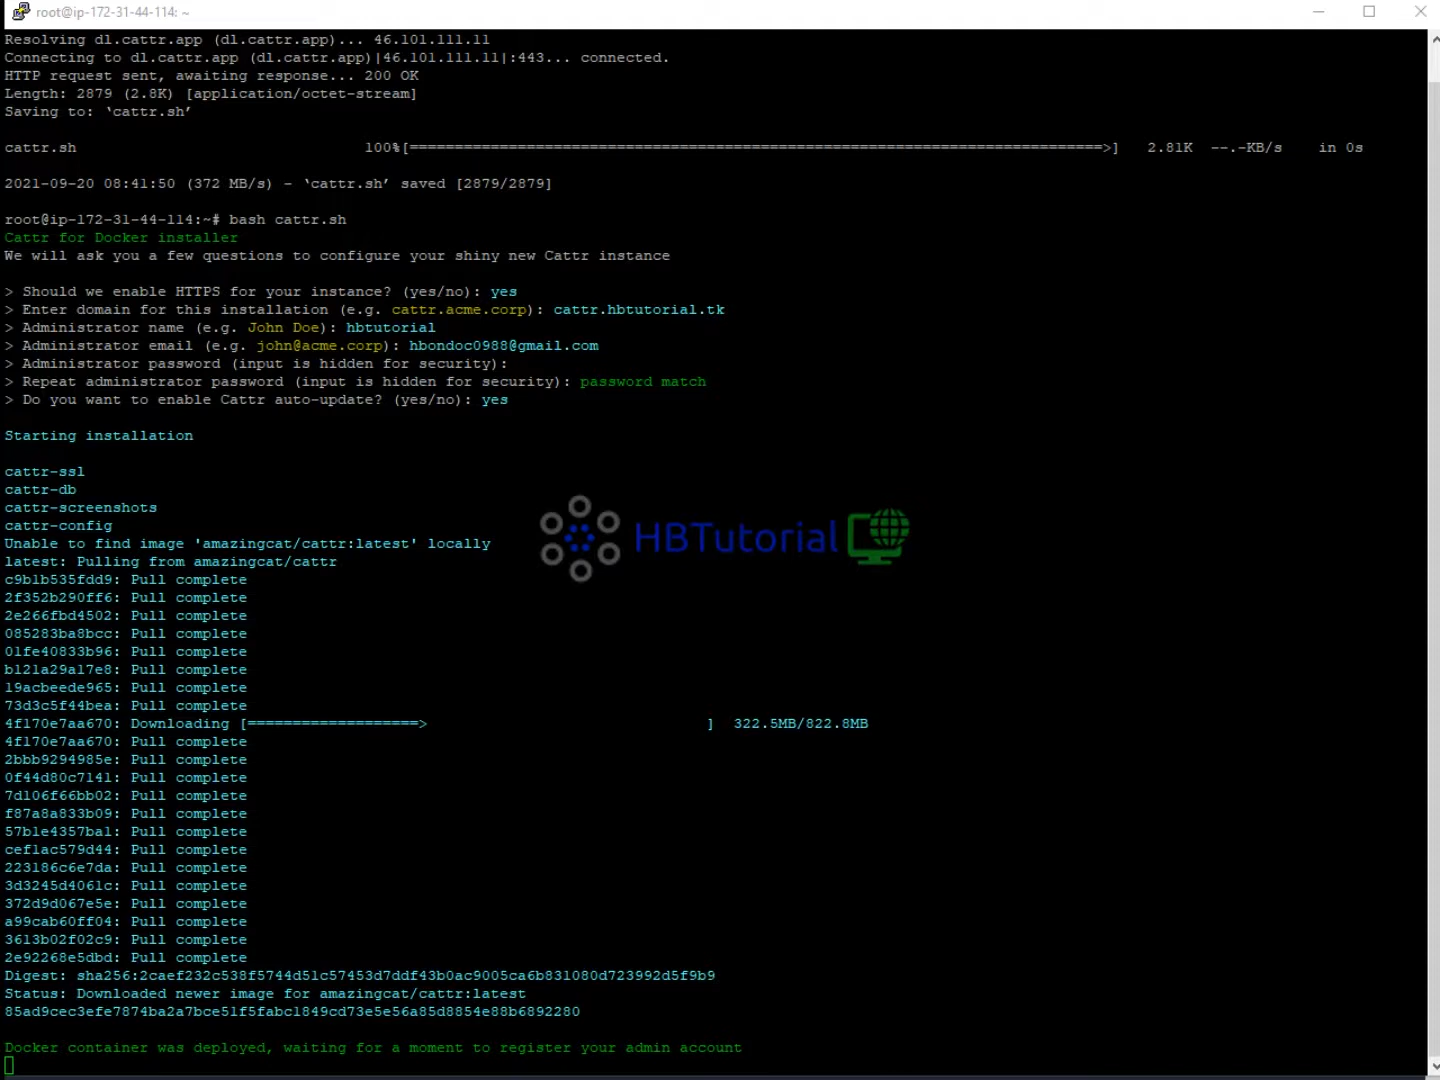 root@ip-172-31-44-114: ~
Resolving dl.cattr.app (dl.cattr.app)... 46.101.111.11
Connecting to dl.cattr.app (dl.cattr.app)|46.101.111.11|:443... connected.
HTTP request sent, awaiting response... 200 OK
Length: 2879 (2.8K) [application/octet-stream]
Saving to: ‘cattr.sh’
cattr.sh 100%[=============================================================================>] 2.81K --.-KB/s in 0s
2021-09-20 08:41:50 (372 MB/s) - ‘cattr.sh’ saved [2879/2879]
root@ip-172-31-44-114:~# bash cattr.sh
Cattr for Docker installer
We will ask you a few questions to configure your shiny new Cattr instance
> Should we enable HTTPS for your instance? (yes/no): yes
> Enter domain for this installation (e.g. cattr.acme.corp): cattr.hbtutorial.tk
> Administrator name (e.g. John Doe): hbtutorial
> Administrator email (e.g. john@acme.corp): hbondoc0988@gmail.com
> Administrator password (input is hidden for security):
> Repeat administrator password (input is hidden for security): password match
> Do you want to enable Cattr auto-update? (yes/no): yes
Starting installation
cattr-ssl
cattr-db
cattr-screenshots
cattr-config
HBTutorial
Unable to find image 'amazingcat/cattr:latest' locally
latest: Pulling from amazingcat/cattr
c9b1b535fdd9: Pull complete
2f352b290ff6: Pull complete
2e266fbd4502: Pull complete
085283ba8bcc: Pull complete
01fe40833b96: Pull complete
b121a29a17e8: Pull complete
19acbeede965: Pull complete
73d3c5f44bea: Pull complete
4f170e7aa670: Downloading [===================>                               ] 322.5MB/822.8MB
4f170e7aa670: Pull complete
2bbb9294985e: Pull complete
0f44d80c7141: Pull complete
7d106f66bb02: Pull complete
f87a8a833b09: Pull complete
57b1e4357ba1: Pull complete
cef1ac579d44: Pull complete
223186c6e7da: Pull complete
3d3245d4061c: Pull complete
372d9d067e5e: Pull complete
a99cab60ff04: Pull complete
3613b02f02c9: Pull complete
2e92268e5dbd: Pull complete
Digest: sha256:2caef232c538f5744d51c57453d7ddf43b0ac9005ca6b831080d723992d5f9b9
Status: Downloaded newer image for amazingcat/cattr:latest
85ad9cec3efe7874ba2a7bce51f5fabc1849cd73e5e56a85d8854e88b6892280
Docker container was deployed, waiting for a moment to register your admin account